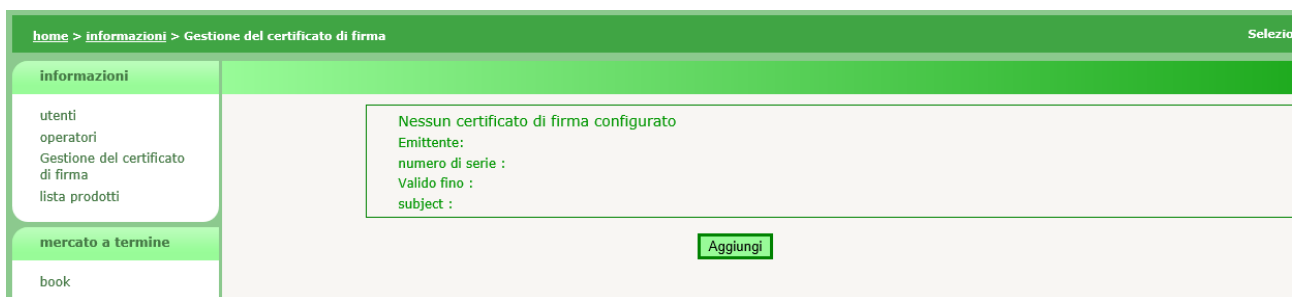 home > informazioni > Gestione del certificato di firma
Selezio
informazioni
utenti
operatori
Gestione del certificato
di firma
lista prodotti
mercato a termine
book
Nessun certificato di firma configurato
Emittente:
numero di serie :
Valido fino :
subject :
Aggiungi